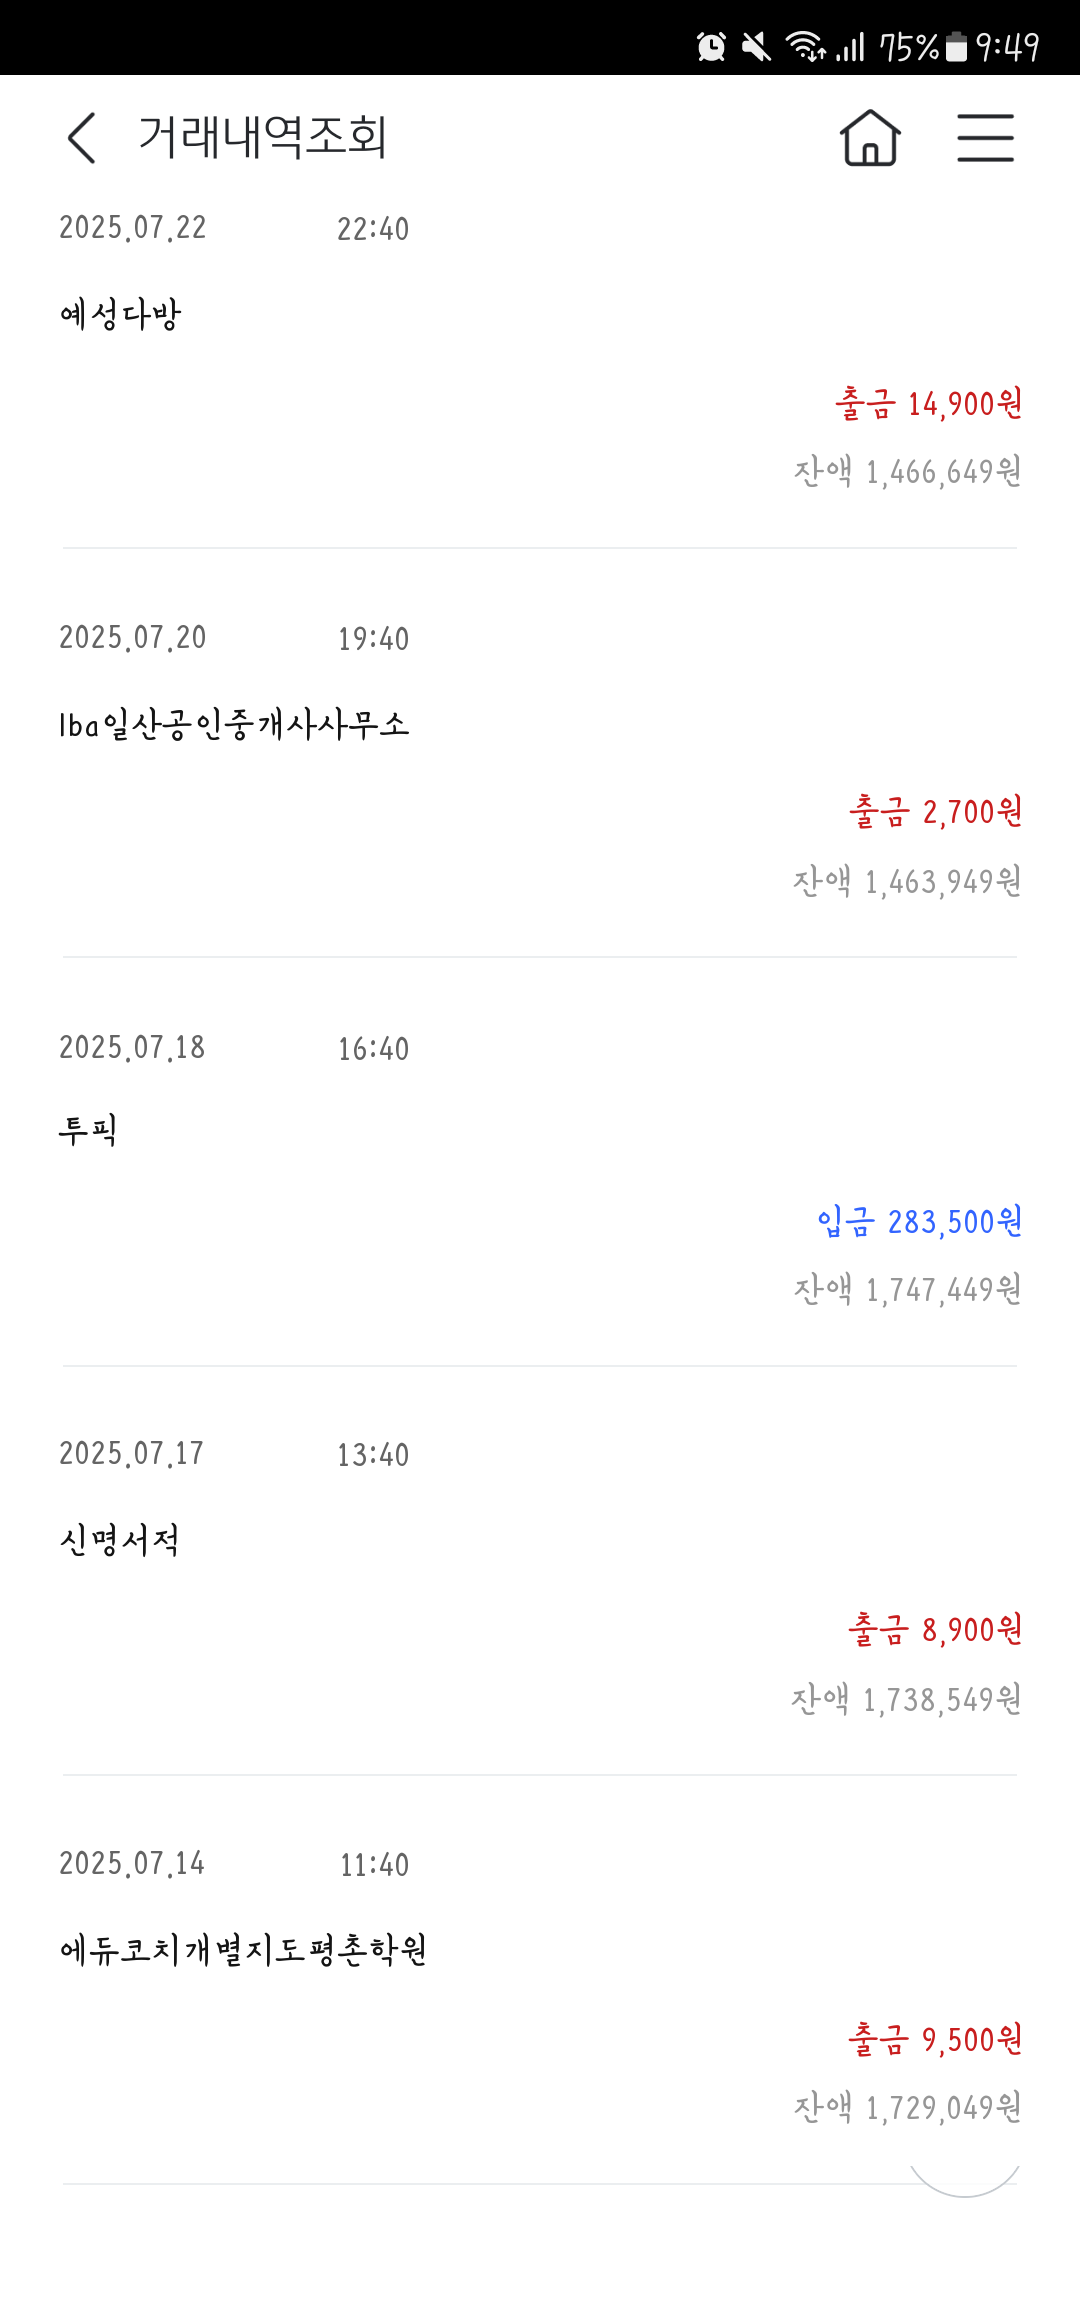 75% 9:49
거래내역조회
2025.07.22 22:40
예성다방
출금 14,900원
잔액 1,466,649원
2025.07.20 19:40
lba일산공인중개사사무소
출금 2,700원
잔액 1,463,949원
2025.07.18 16:40
투픽
입금 283,500원
잔액 1,747,449원
2025.07.17 13:40
신명서적
출금 8,900원
잔액 1,738,549원
2025.07.14 11:40
에듀코치개별지도평촌학원
출금 9,500원
잔액 1,729,049원